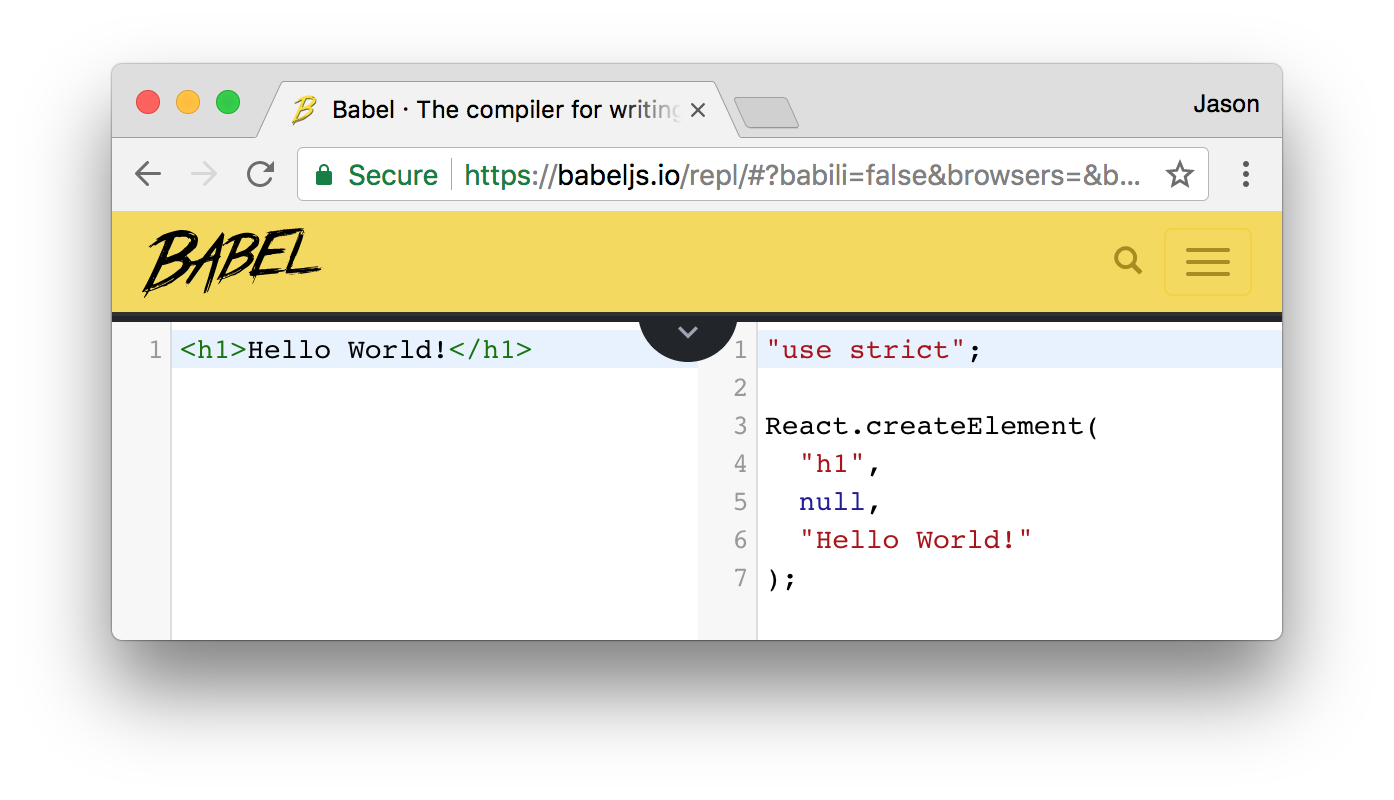 Babel · The compiler for writing
Jason
Secure https://babeljs.io/repl/#?babili=false&browsers=&b...
BABEL
1 <h1>Hello World!</h1>
1 "use strict";
2
3 React.createElement(
4 "h1",
5 null,
6 "Hello World!"
7 );